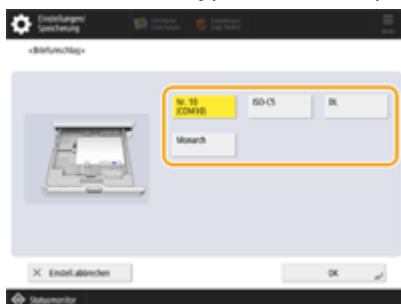 Einstellungen/
Speicherung
<Briefumschlag>
Nr. 10
(COM10)
ISO-C5
DL
Monarch
Einstell.abbrechen
OK
Statusmonitor